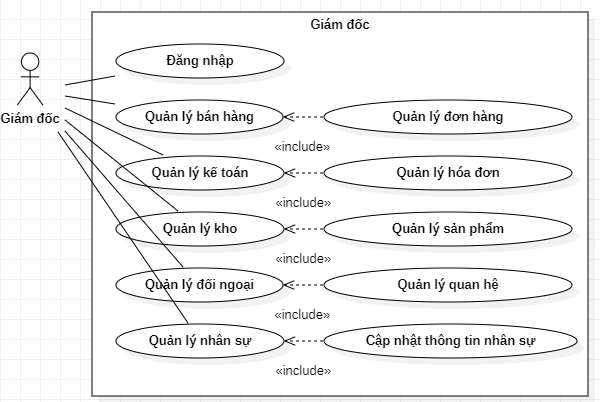 Giám đốc
Đăng nhập
Giám đốc
Quản lý bán hàng
Quản lý đơn hàng
«include»
Quản lý kế toán
Quản lý hóa đơn
«include»
Quản lý kho
Quản lý sản phẩm
«include»
Quản lý đối ngoại
Quản lý quan hệ
«include»
Quản lý nhân sự
Cập nhật thông tin nhân sự
«include»